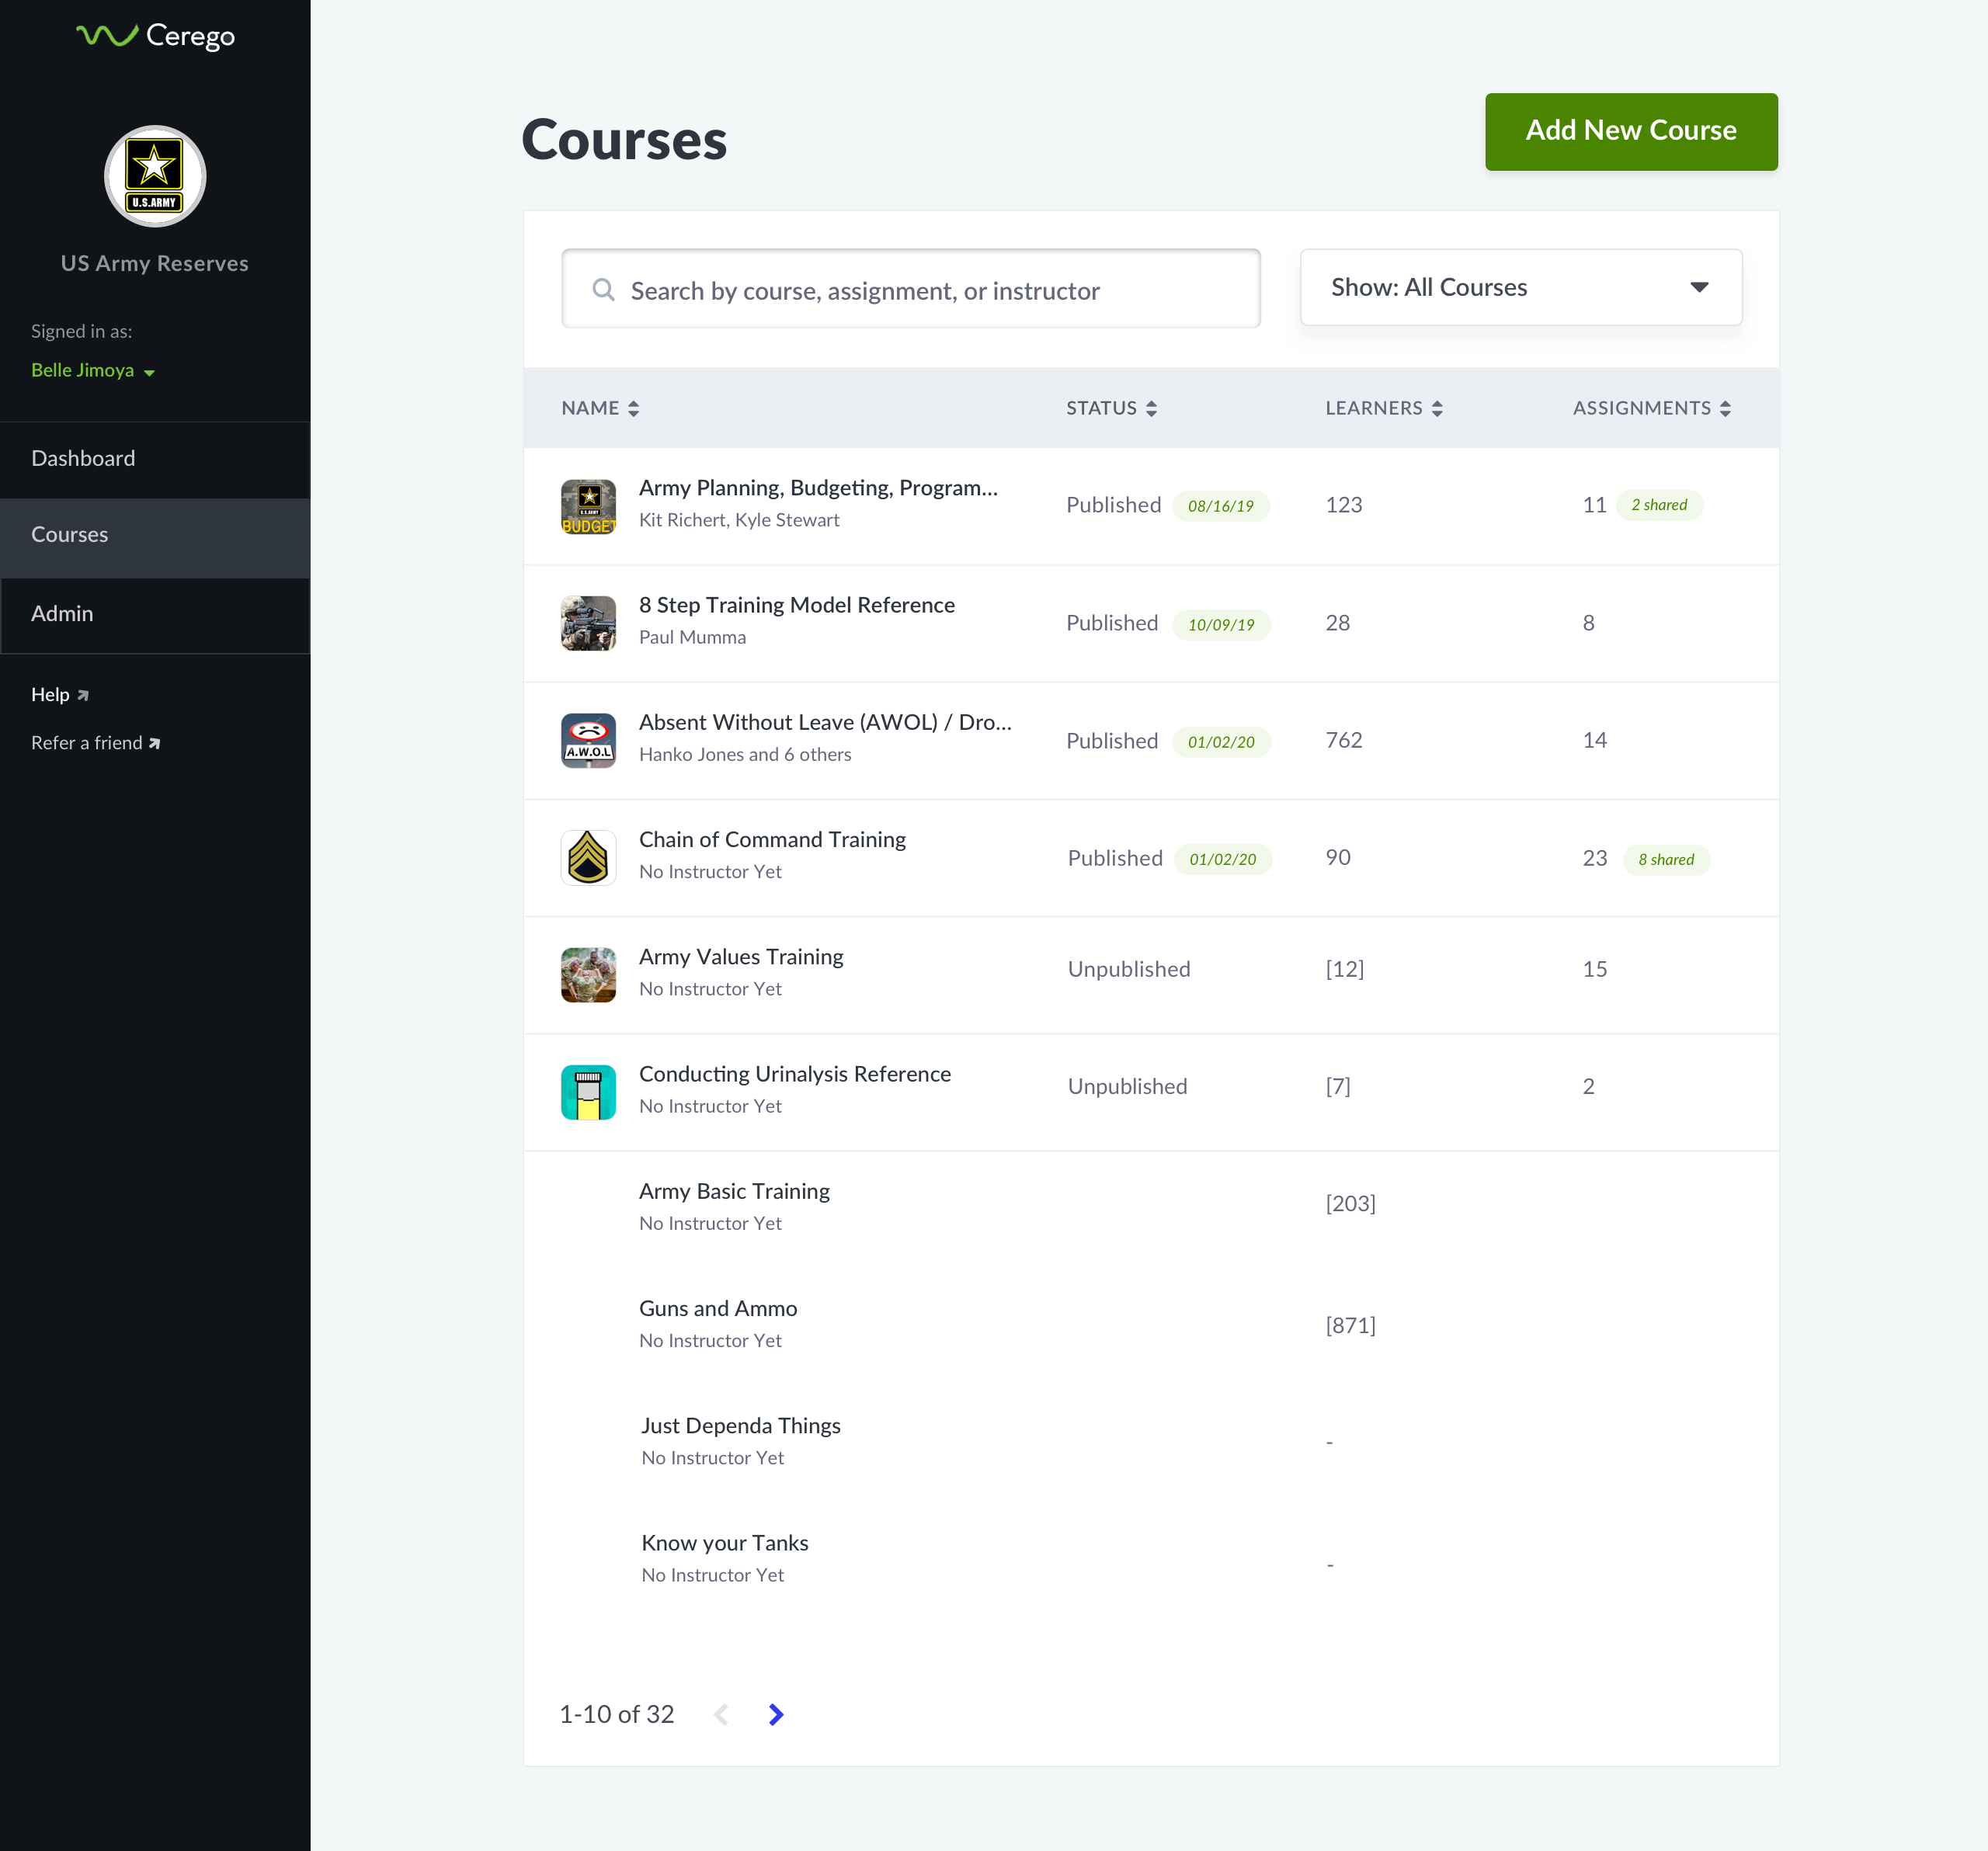 Cerego
U.S.ARMY
US Army Reserves
Signed in as:
Belle Jimoya
Dashboard
Courses
Admin
Help
Refer a friend
Courses
Add New Course
Search by course, assignment, or instructor
Show: All Courses
NAME STATUS LEARNERS ASSIGNMENTS
U.S.ARMY
BUDGET
Army Planning, Budgeting, Program...
Kit Richert, Kyle Stewart
Published 08/16/19 123 11 2 shared
8 Step Training Model Reference
Paul Mumma
Published 10/09/19 28 8
A.W.O.L
Absent Without Leave (AWOL) / Dro...
Hanko Jones and 6 others
Published 01/02/20 762 14
Chain of Command Training
No Instructor Yet
Published 01/02/20 90 23 8 shared
Army Values Training
No Instructor Yet
Unpublished [12] 15
Conducting Urinalysis Reference
No Instructor Yet
Unpublished [7] 2
Army Basic Training
No Instructor Yet
[203]
Guns and Ammo
No Instructor Yet
[871]
Just Dependa Things
No Instructor Yet
-
Know your Tanks
No Instructor Yet
-
1-10 of 32